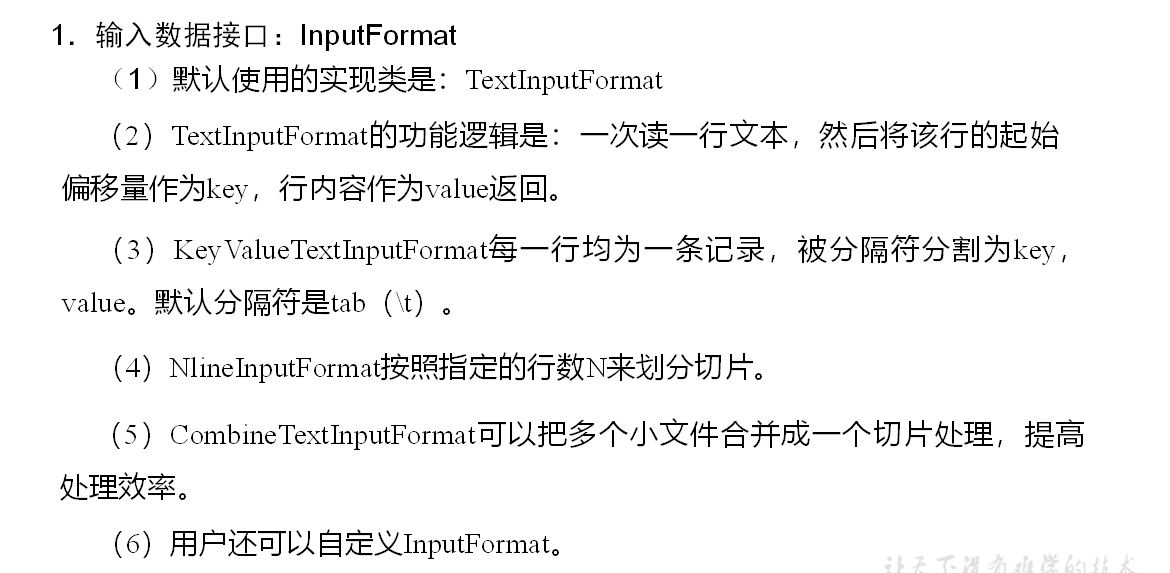 1. 输入数据接口：InputFormat
（1）默认使用的实现类是：TextInputFormat
（2）TextInputFormat的功能逻辑是：一次读一行文本，然后将该行的起始
偏移量作为key，行内容作为value返回。
（3）KeyValueTextInputFormat每一行均为一条记录，被分隔符分割为key，
value。默认分隔符是tab（\t）。
（4）NlineInputFormat按照指定的行数N来划分切片。
（5）CombineTextInputFormat可以把多个小文件合并成一个切片处理，提高
处理效率。
（6）用户还可以自定义InputFormat。
让天下没有难学的技术